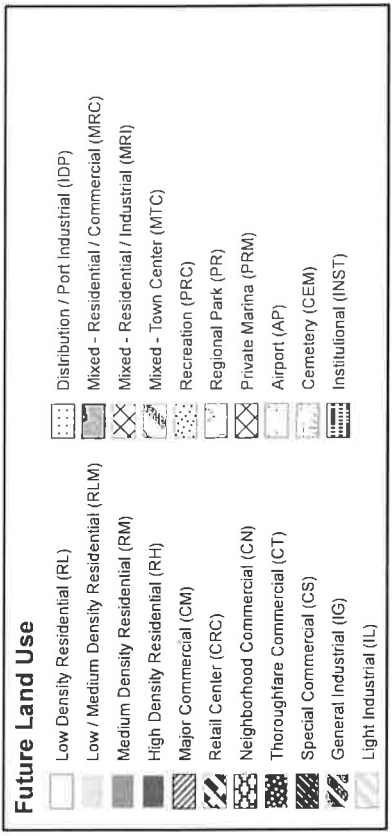 Future Land Use
Low Density Residential (RL)
Low / Medium Density Residential (RLM)
Medium Density Residential (RM)
High Density Residential (RH)
Major Commercial (CM)
Retail Center (CRC)
Neighborhood Commercial (CN)
Thoroughfare Commercial (CT)
Special Commercial (CS)
General Industrial (IG)
Light Industrial (IL)
Distribution / Port Industrial (IDP)
Mixed - Residential / Commercial (MRC)
Mixed - Residential / Industrial (MRI)
Mixed - Town Center (MTC)
Recreation (PRC)
Regional Park (PR)
Private Marina (PRM)
Airport (AP)
Cemetery (CEM)
Institutional (INST)